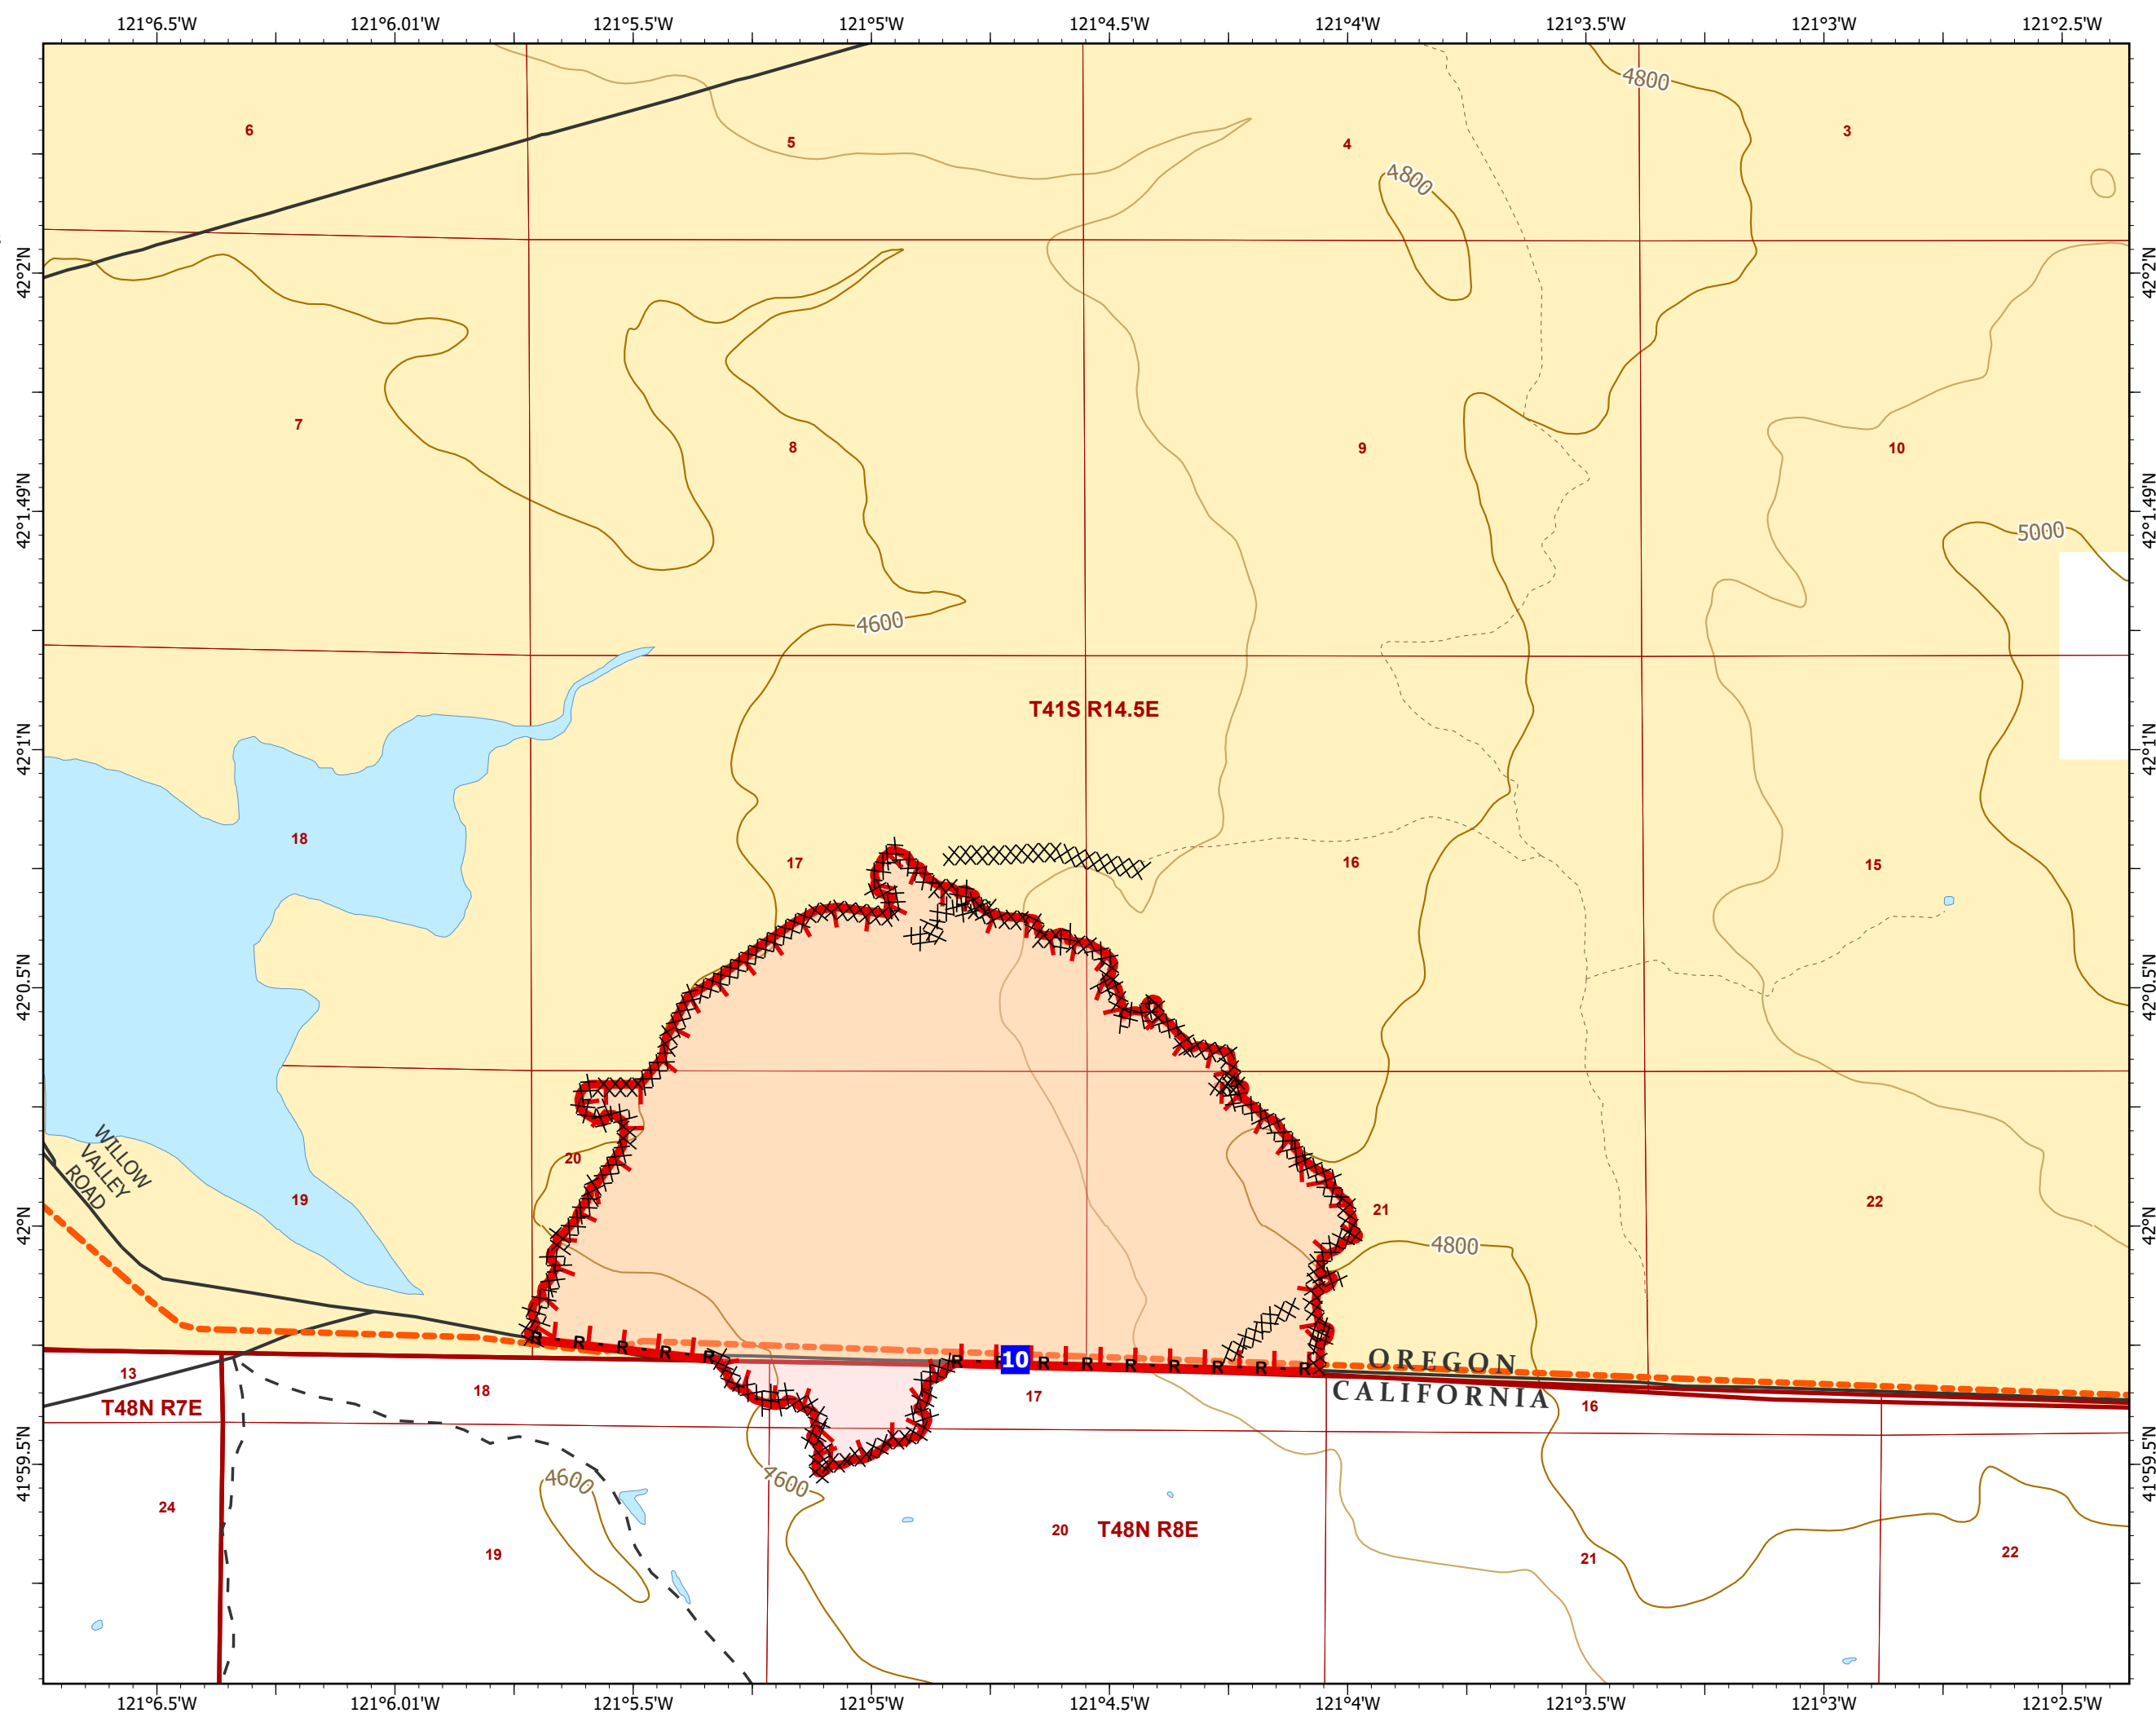 121°6.5'W 121°6.01'W 121°5.5'W 121°5'W 121°4.5'W 121°4'W 121°3.5'W 121°3'W 121°2.5'W
4800
6 5 4 3
4800
42°2'N 42°2'N
7 8 9 10
42°1.49'N 42°1.49'N
5000
4600
T41S R14.5E
42°1'N 42°1'N
18 17 16 15
42°0.5'N 42°0.5'N
20
WILLOW
VALLEY
ROAD
19 21 22
42°N 42°N
4800
R R R R R R R R R R R R R R
10
OREGON
CALIFORNIA
13 18 17 16
T48N R7E
41°59.5'N 41°59.5'N
4600 4600
24 20 T48N R8E
19 21 22
121°6.5'W 121°6.01'W 121°5.5'W 121°5'W 121°4.5'W 121°4'W 121°3.5'W 121°3'W 121°2.5'W